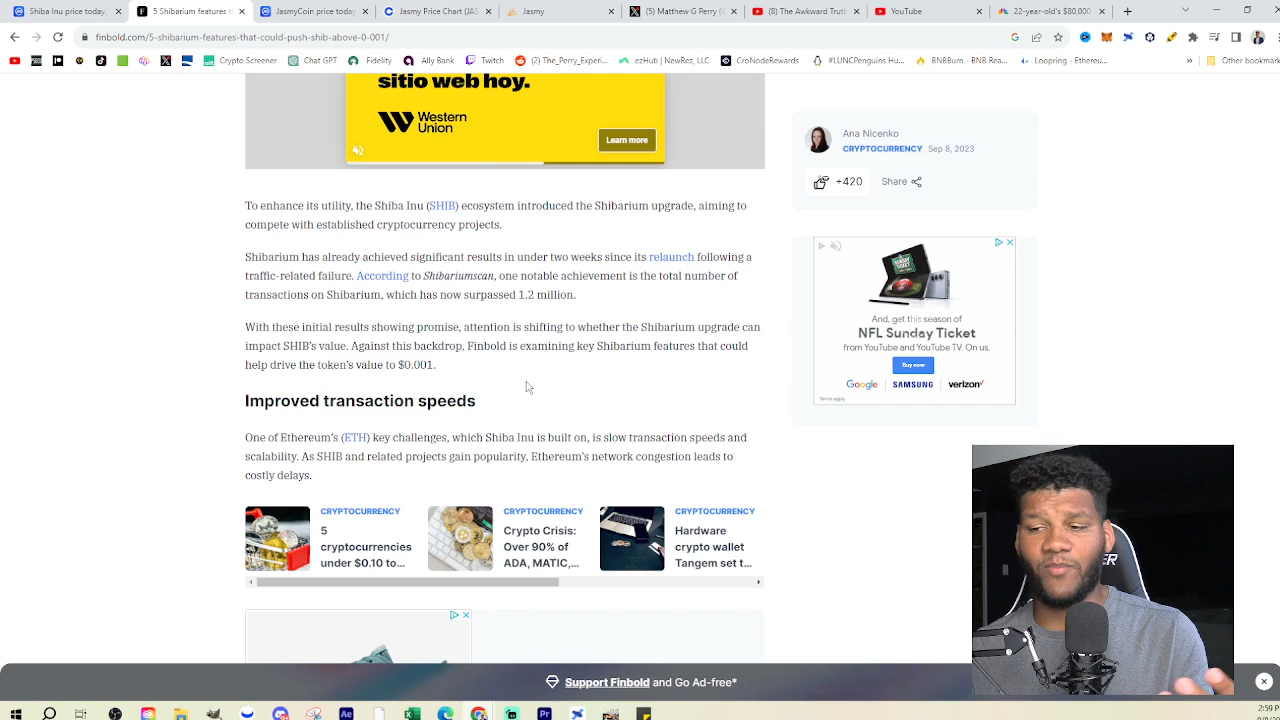 Shiba Inu price today,
5 Shibarium features t
JasmyCoin price today
Jasmy Price Chart (JAS
Jasmy
(5) Matthew G Perry (
(8) The Awkward Truth
YouTube
22-year-old's $80,000
finbold.com/5-shibarium-features-that-could-push-shib-above-0-001/
Crypto Screener
Chat GPT
Fidelity
Ally Bank
Twitch
The_Perry_Experi...
ezHub | NewRez, LLC
CroNodeRewards
#LUNCPenguins Hu...
BNBBurn - BNB Rea...
Loopring - Ethereu...
Other bookmar
sitio web hoy.
Western
Union
Learn more
Ana Nicenko
CRYPTOCURRENCY Sep 8, 2023
+420 Share
To enhance its utility, the Shiba Inu (SHIB) ecosystem introduced the Shibarium upgrade, aiming to
compete with established cryptocurrency projects.
Shibarium has already achieved significant results in under two weeks since its relaunch following a
traffic-related failure. According to Shibariumscan, one notable achievement is the total number of
transactions on Shibarium, which has now surpassed 1.2 million.
With these initial results showing promise, attention is shifting to whether the Shibarium upgrade can
impact SHIB's value. Against this backdrop, Finbold is examining key Shibarium features that could
help drive the token's value to $0.001.
And, get this season of
NFL Sunday Ticket
from YouTube and YouTube TV. On us.
Buy now
Google SAMSUNG verizon✓
Terms apply
Improved transaction speeds
One of Ethereum's (ETH) key challenges, which Shiba Inu is built on, is slow transaction speeds and
scalability. As SHIB and related projects gain popularity, Ethereum's network congestion leads to
costly delays.
CRYPTOCURRENCY
5
cryptocurrencies
under $0.10 to...
CRYPTOCURRENCY
Crypto Crisis:
Over 90% of
ADA, MATIC,...
CRYPTOCURRENCY
Hardware
crypto wallet
Tangem set t...
Support Finbold and Go Ad-free*
2:59 P